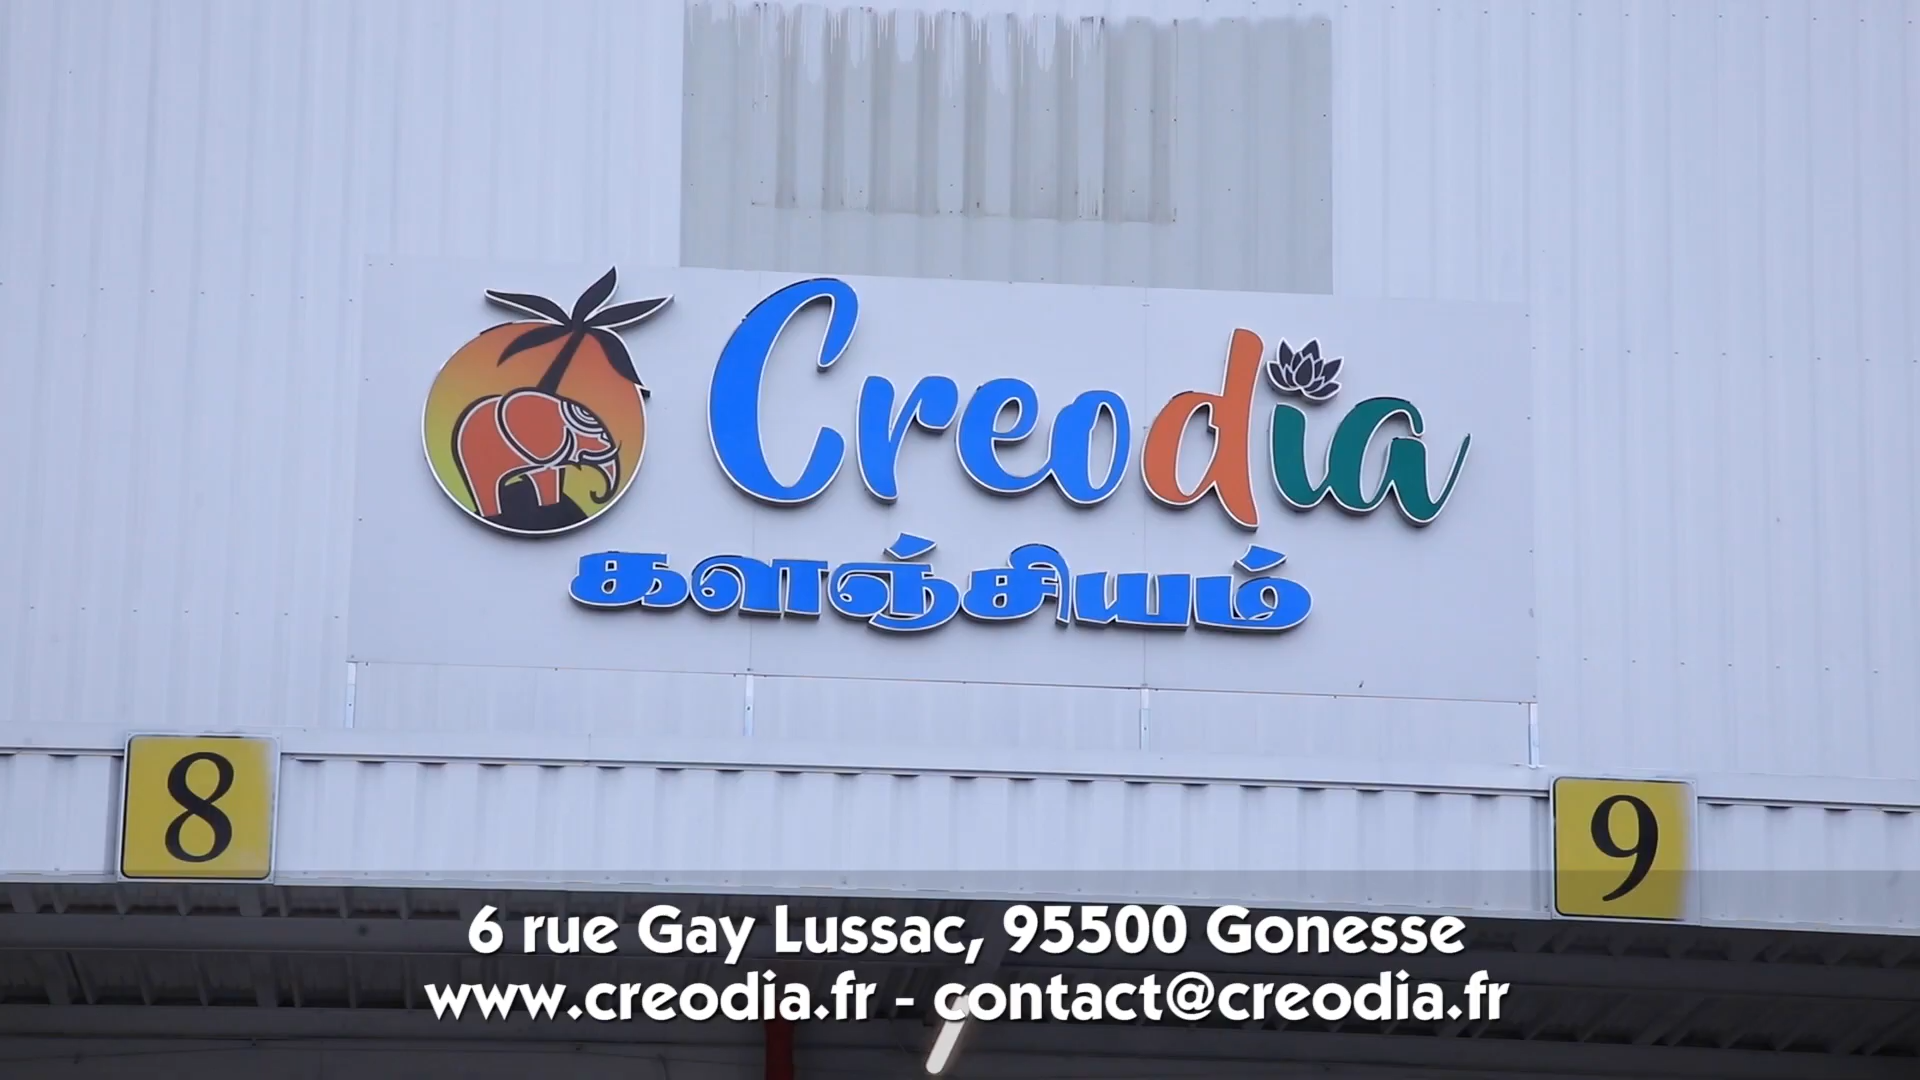 Creodia
களஞ்சியம்
8
9
6 rue Gay Lussac, 95500 Gonesse
www.creodia.fr - contact@creodia.fr